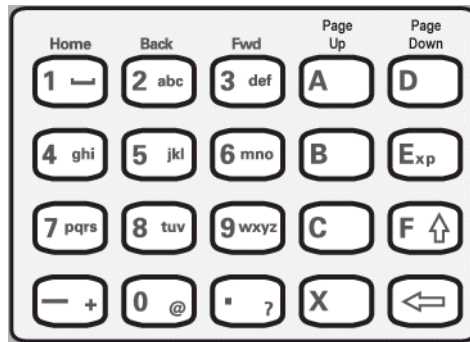 Page Page
Home Back Fwd Up Down
1 ⎵ 2 abc 3 def A D
4 ghi 5 jkl 6 mno B Exp
7 pqrs 8 tuv 9 wxyz C F
— + 0 @ . ? X